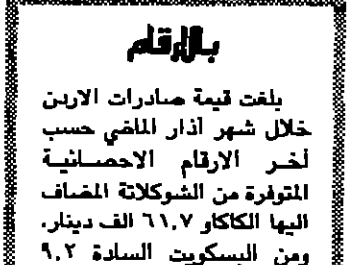 بالارقام
بلغت قيمة صادرات الاردن
خلال شهر آذار الماضي حسب
آخر الارقام الاحصائية
المتوفرة من الشوكلاتة المضاف
اليها الكاكاو ٦١,٧ الف دينار،
ومن البسكويت السادة ٩,٢